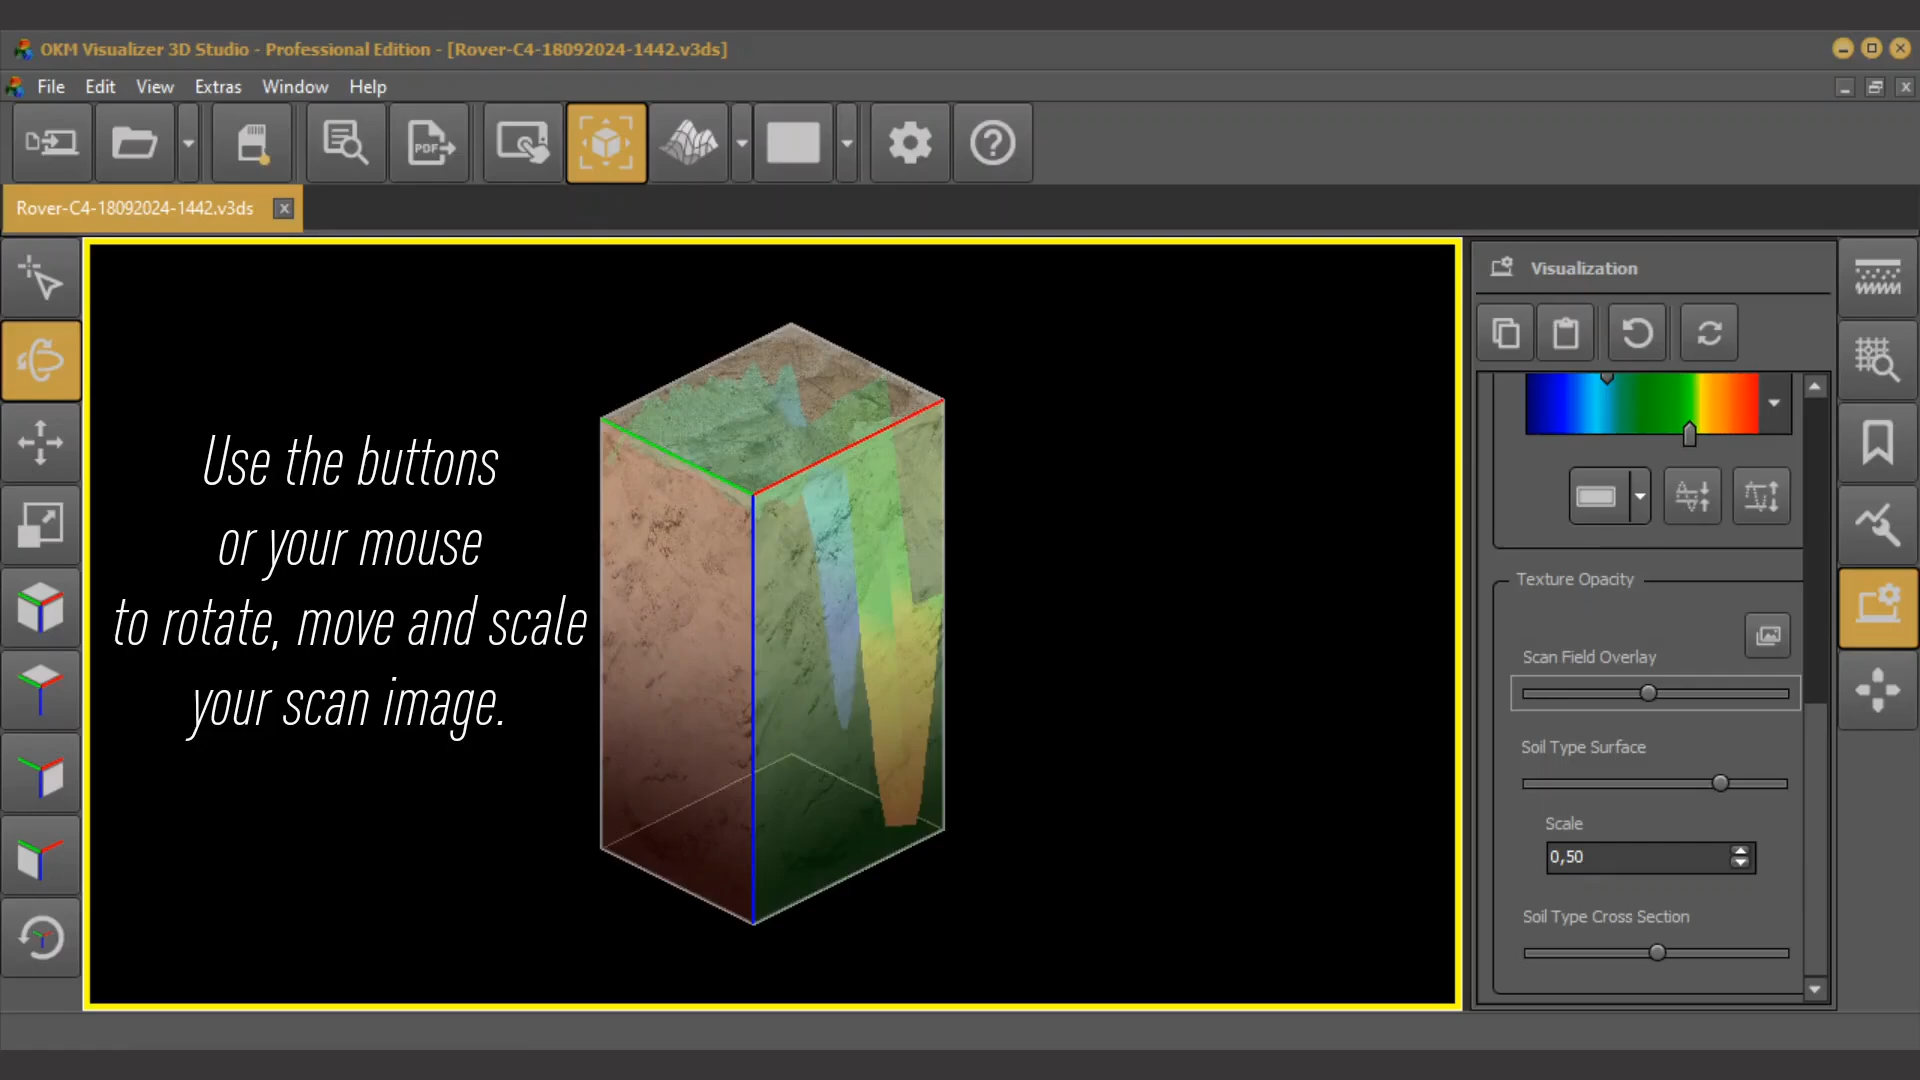 OKM Visualizer 3D Studio - Professional Edition - [Rover-C4-18092024-1442.v3ds]
File Edit View Extras Window Help
PDF
Rover-C4-18092024-1442.v3ds
Visualization
Use the buttons
or your mouse
to rotate, move and scale
your scan image.
Texture Opacity
Scan Field Overlay
Soil Type Surface
Scale
0,50
Soil Type Cross Section